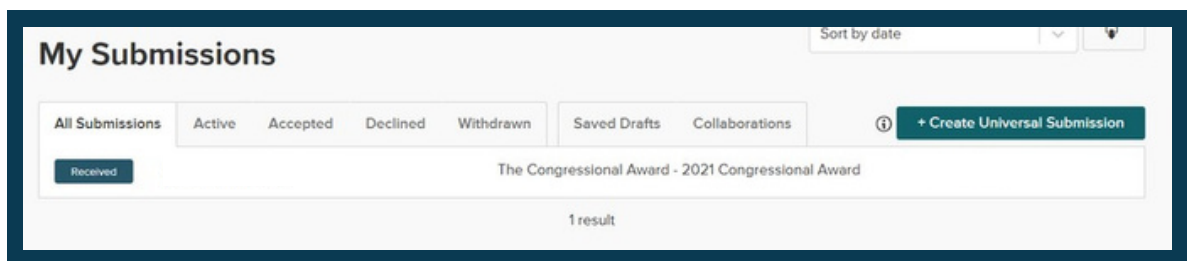 Sort by date
My Submissions
All Submissions Active Accepted Declined Withdrawn Saved Drafts Collaborations + Create Universal Submission
Received The Congressional Award - 2021 Congressional Award
1 result